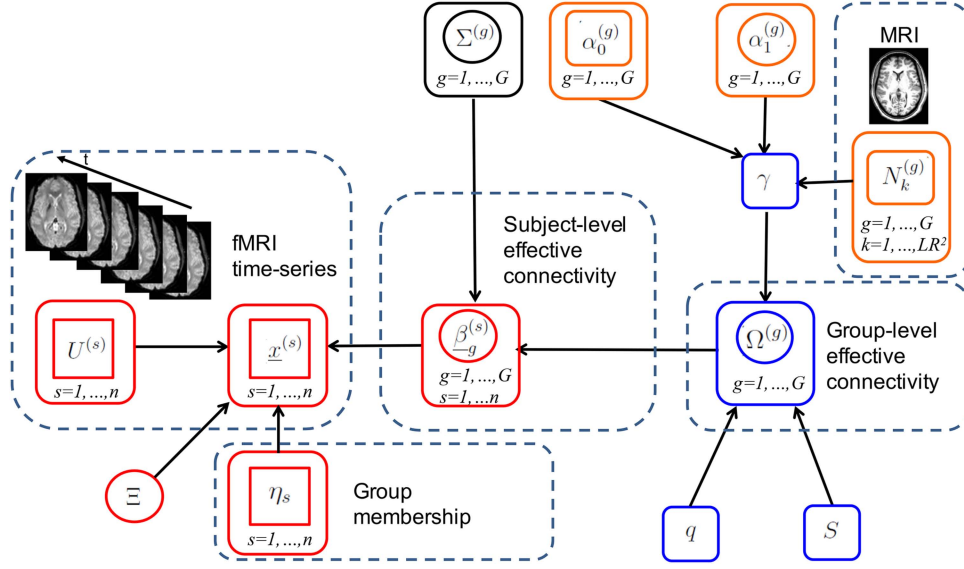 Σ^(g)
g=1, ...,G
α_0^(g)
g=1, ...,G
α_1^(g)
g=1, ...,G
MRI
γ
N_k^(g)
g=1,...,G
k=1,...,LR²
t
fMRI
time-series
Subject-level
effective
connectivity
U^(s)
s=1,...,n
x^(s)
s=1,...,n
β_g^(s)
g=1,...,G
s=1,...n
Ω^(g)
g=1, ...,G
Group-level
effective
connectivity
Ξ
η_s
s=1,...,n
Group
membership
q
S